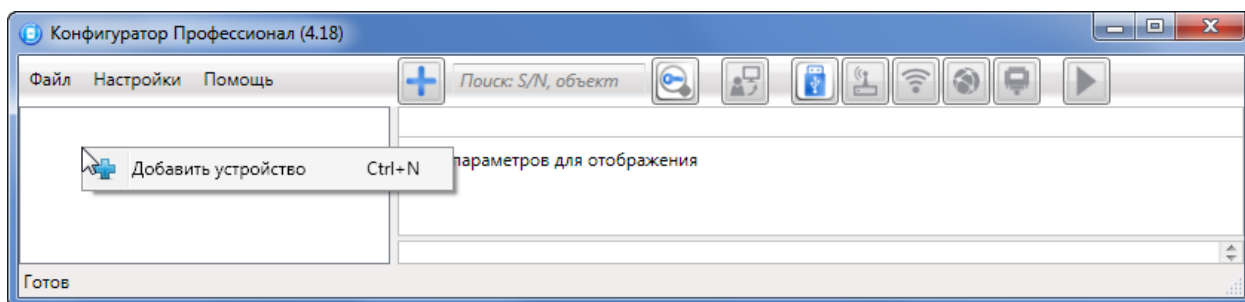 Конфигуратор Профессионал (4.18)
Файл Настройки Помощь Поиск: S/N, объект
Добавить устройство Ctrl+N
параметров для отображения
Готов